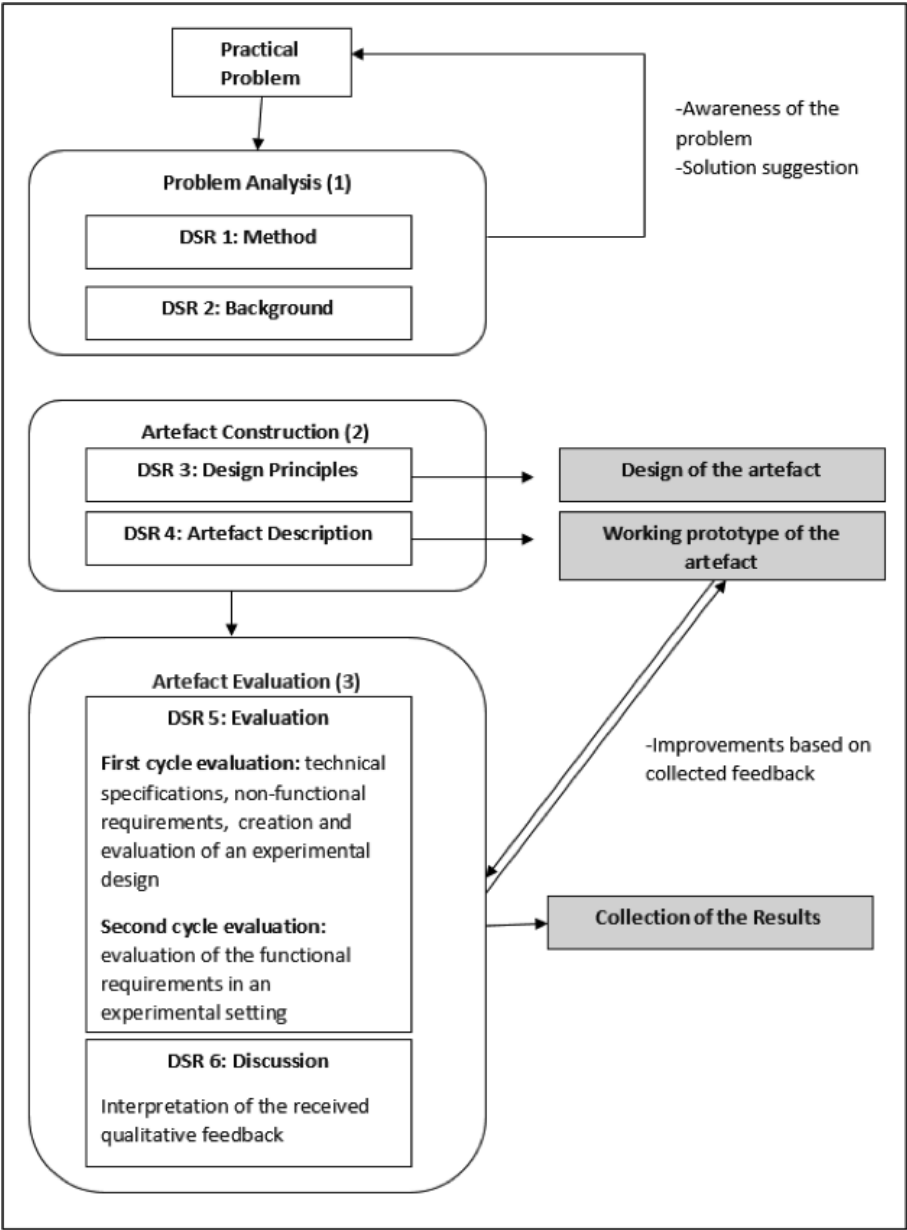 Practical
Problem
-Awareness of the
problem
-Solution suggestion
Problem Analysis (1)
DSR 1: Method
DSR 2: Background
Artefact Construction (2)
DSR 3: Design Principles
Design of the artefact
DSR 4: Artefact Description
Working prototype of the
artefact
Artefact Evaluation (3)
DSR 5: Evaluation
First cycle evaluation: technical
specifications, non-functional
requirements, creation and
evaluation of an experimental
design
Second cycle evaluation:
evaluation of the functional
requirements in an
experimental setting
-Improvements based on
collected feedback
Collection of the Results
DSR 6: Discussion
Interpretation of the received
qualitative feedback